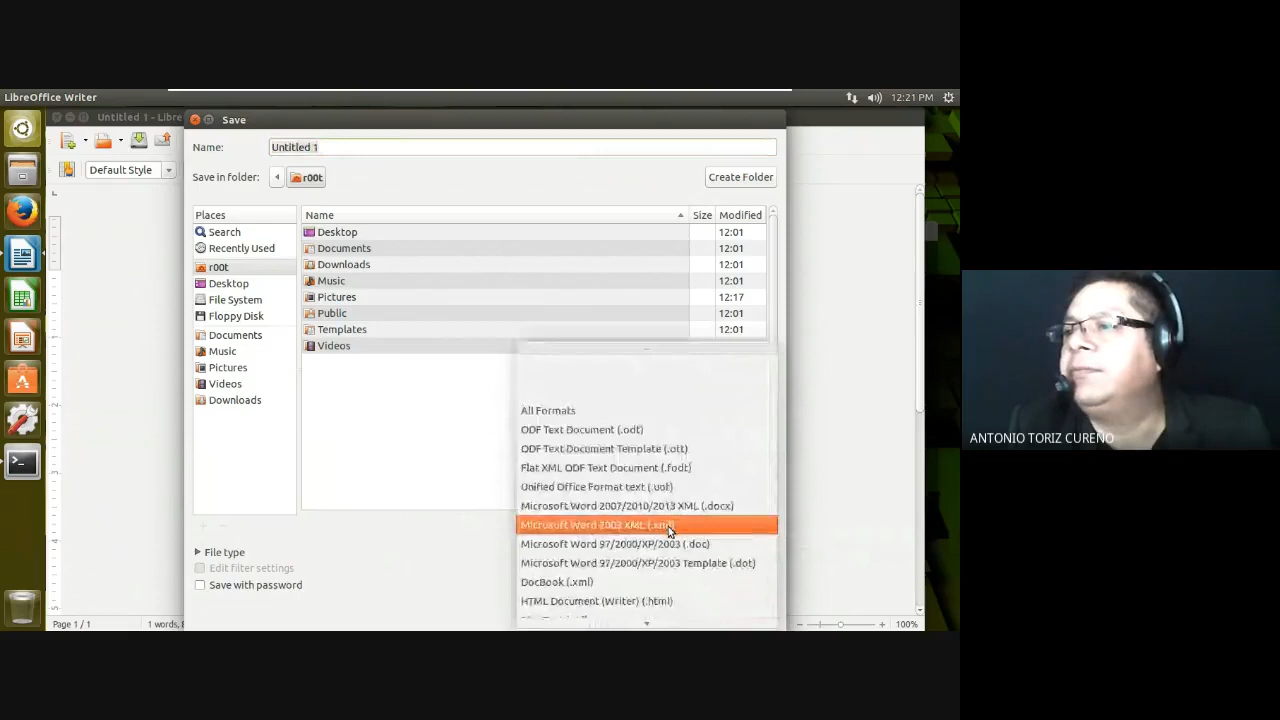 LibreOffice Writer
12:21 PM
Untitled 1 - Libre
Save
Name:
Untitled 1
Save in folder:
r00t
Create Folder
Default Style
Places
Name
Size
Modified
Search
Desktop
12:01
Recently Used
Documents
12:01
r00t
Downloads
12:01
Desktop
Music
12:01
File System
Pictures
12:17
Floppy Disk
Public
12:01
Documents
Templates
12:01
Music
Videos
Pictures
Videos
Downloads
All Formats
ODF Text Document (.odt)
ODF Text Document Template (.ott)
Flat XML ODF Text Document (.fodt)
Unified Office Format text (.uot)
Microsoft Word 2007/2010/2013 XML (.docx)
Microsoft Word 2003 XML (.xml)
Microsoft Word 97/2000/XP/2003 (.doc)
Microsoft Word 97/2000/XP/2003 Template (.dot)
DocBook (.xml)
HTML Document (Writer) (.html)
File type
Edit filter settings
Save with password
Page 1 / 1
1 words,
100%
ANTONIO TORIZ CUREÑO